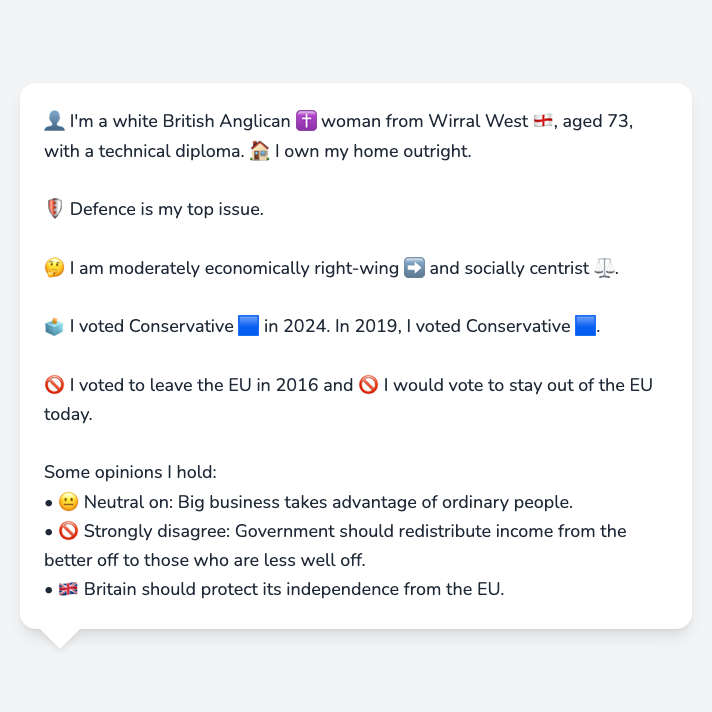 👤 I'm a white British Anglican ✝️ woman from Wirral West 🏴󠁧󠁢󠁥󠁮󠁧󠁿, aged 73,
with a technical diploma. 🏠 I own my home outright.
🛡️ Defence is my top issue.
🤔 I am moderately economically right-wing ➡️ and socially centrist ⚖️.
🗳️ I voted Conservative 🟦 in 2024. In 2019, I voted Conservative 🟦.
🚫 I voted to leave the EU in 2016 and 🚫 I would vote to stay out of the EU
today.
Some opinions I hold:
• 😐 Neutral on: Big business takes advantage of ordinary people.
• 🚫 Strongly disagree: Government should redistribute income from the
better off to those who are less well off.
• 🇬🇧 Britain should protect its independence from the EU.